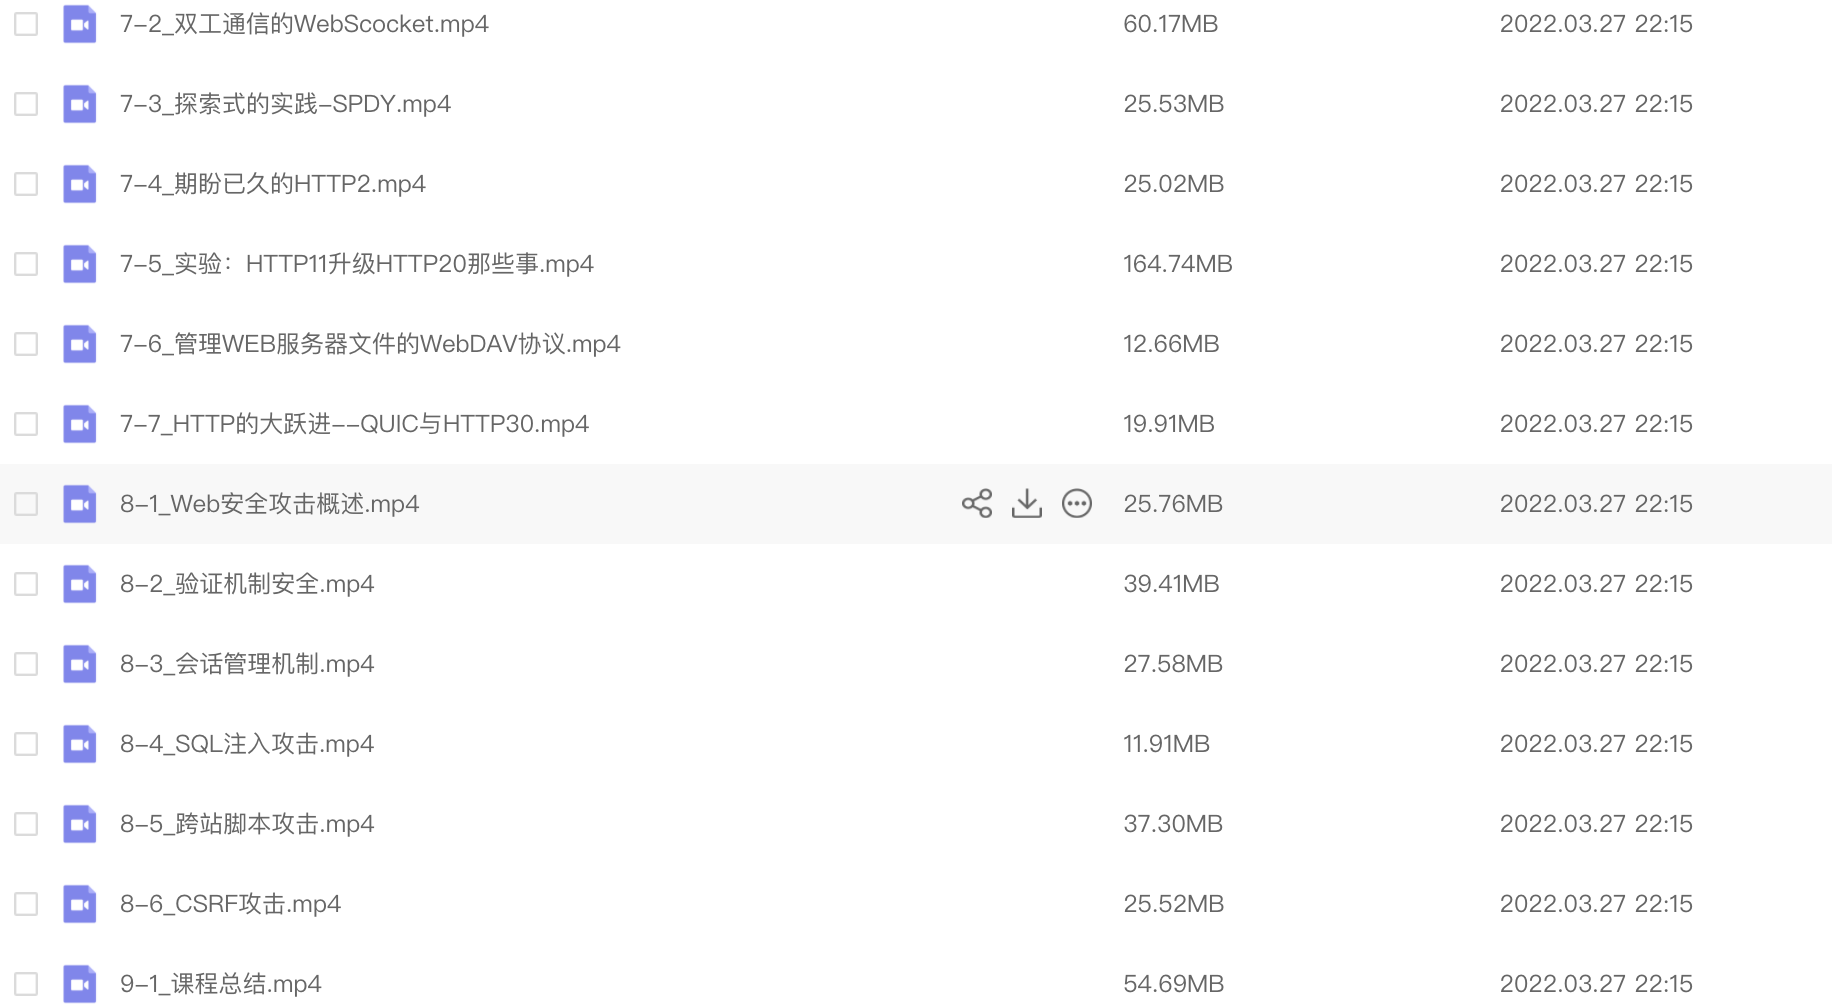 7-2_双工通信的WebScocket.mp4 60.17MB 2022.03.27 22:15
7-3_探索式的实践-SPDY.mp4 25.53MB 2022.03.27 22:15
7-4_期盼已久的HTTP2.mp4 25.02MB 2022.03.27 22:15
7-5_实验：HTTP11升级HTTP20那些事.mp4 164.74MB 2022.03.27 22:15
7-6_管理WEB服务器文件的WebDAV协议.mp4 12.66MB 2022.03.27 22:15
7-7_HTTP的大跃进--QUIC与HTTP30.mp4 19.91MB 2022.03.27 22:15
8-1_Web安全攻击概述.mp4 25.76MB 2022.03.27 22:15
8-2_验证机制安全.mp4 39.41MB 2022.03.27 22:15
8-3_会话管理机制.mp4 27.58MB 2022.03.27 22:15
8-4_SQL注入攻击.mp4 11.91MB 2022.03.27 22:15
8-5_跨站脚本攻击.mp4 37.30MB 2022.03.27 22:15
8-6_CSRF攻击.mp4 25.52MB 2022.03.27 22:15
9-1_课程总结.mp4 54.69MB 2022.03.27 22:15